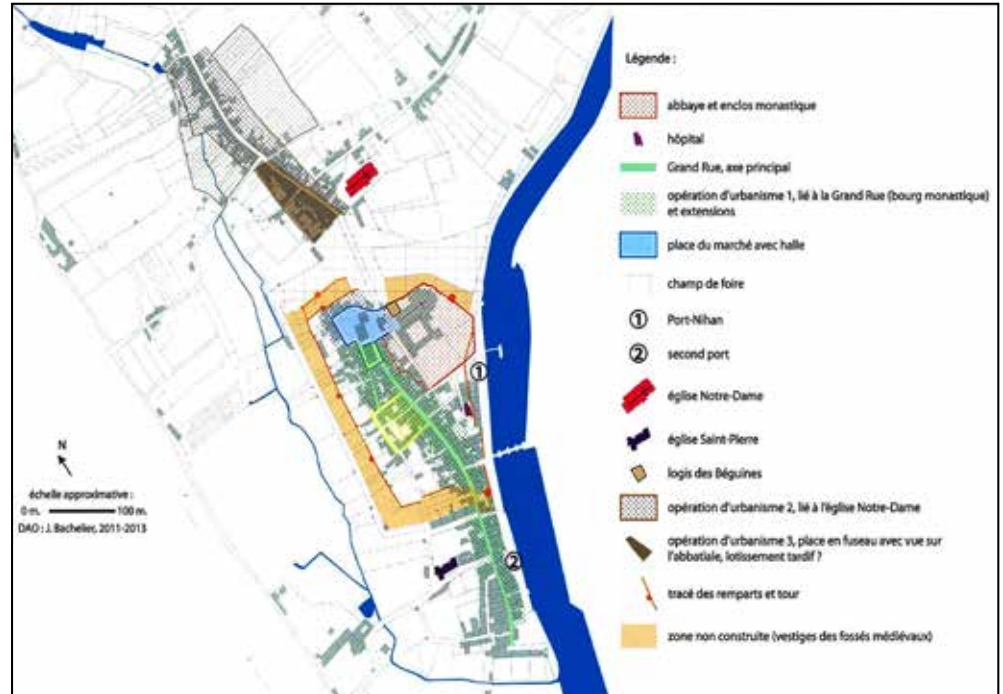 Légende :
abbaye et enclos monastique
hôpital
Grand Rue, axe principal
opération d'urbanisme 1, lié à la Grand Rue (bourg monastique)
et extensions
place du marché avec halle
champ de foire
① Port-Nihan
② second port
église Notre-Dame
église Saint-Pierre
logis des Béguines
opération d'urbanisme 2, lié à l'église Notre-Dame
opération d'urbanisme 3, place en fuseau avec vue sur
l'abbatiale, lotissement tardif ?
tracé des remparts et tour
zone non construite (vestiges des fossés médiévaux)
①
②
N
échelle approximative :
0 m. 100 m.
DAO : J. Bachelier, 2011-2013